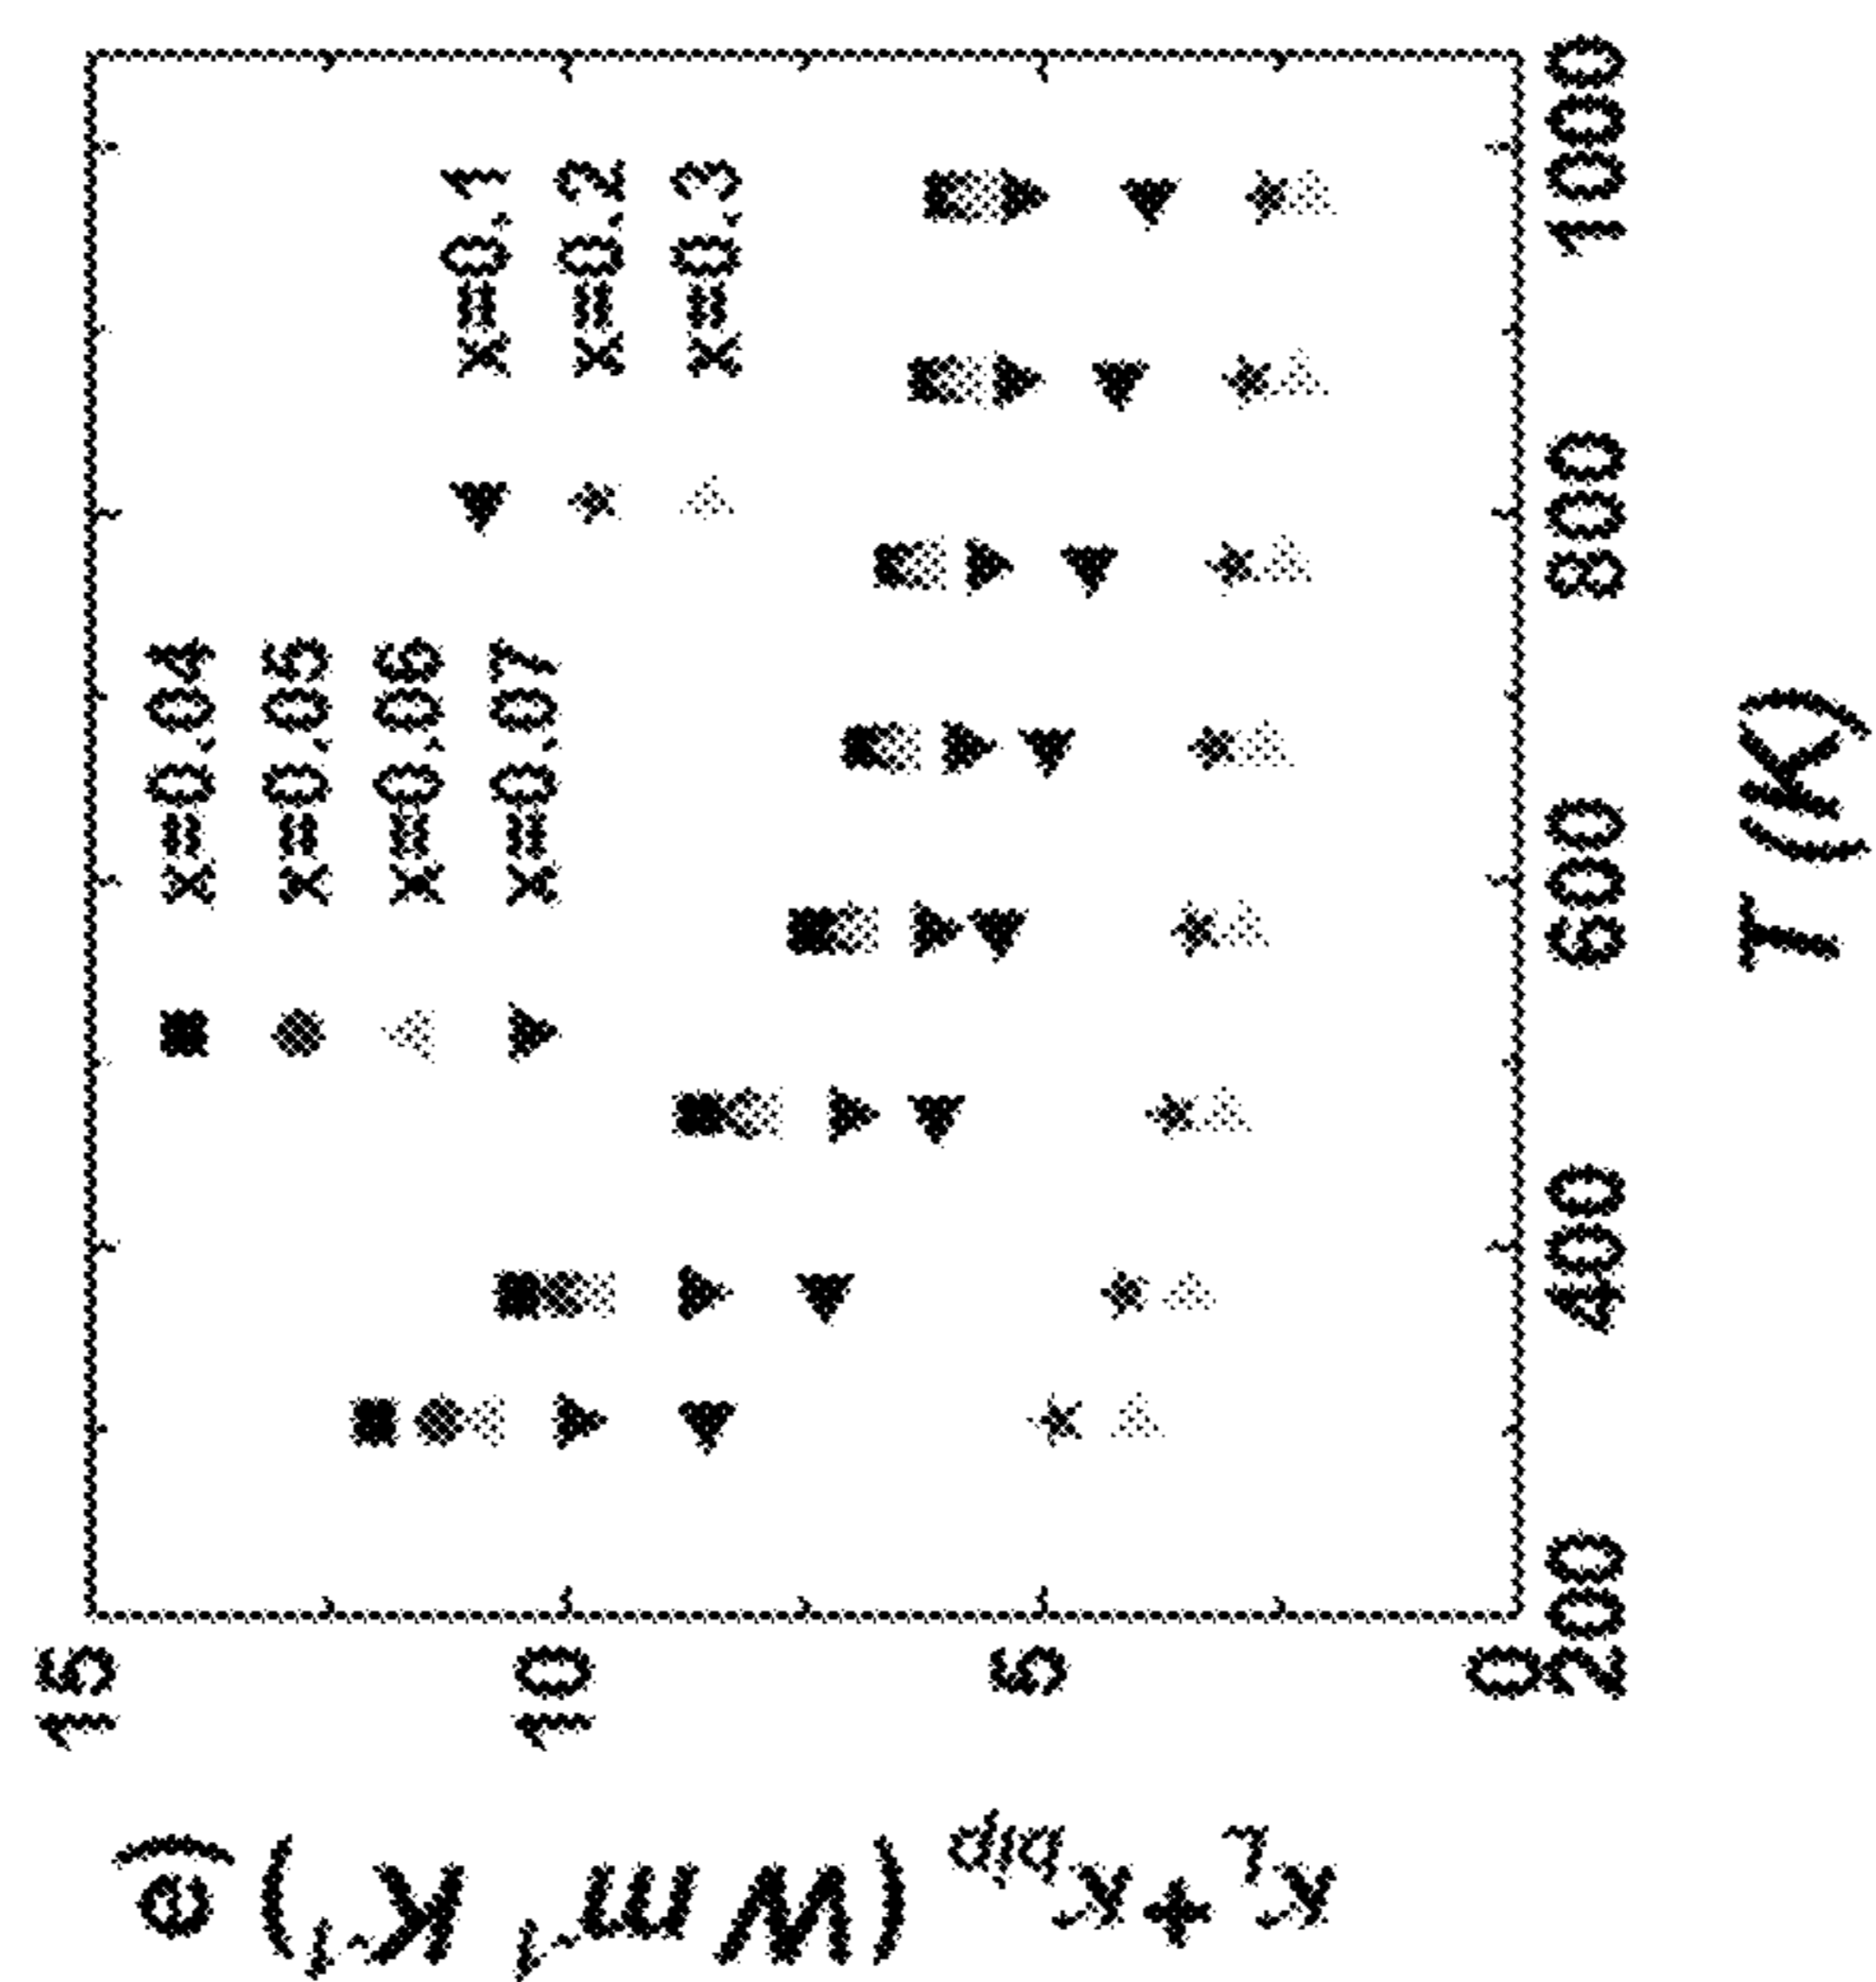 a)
15
10
5
0
κL+κbip (W m-1 K-1)
x=0.04
x=0.05
x=0.06
x=0.07
x=0.1
x=0.2
x=0.3
200
400
600
800
1000
T (K)